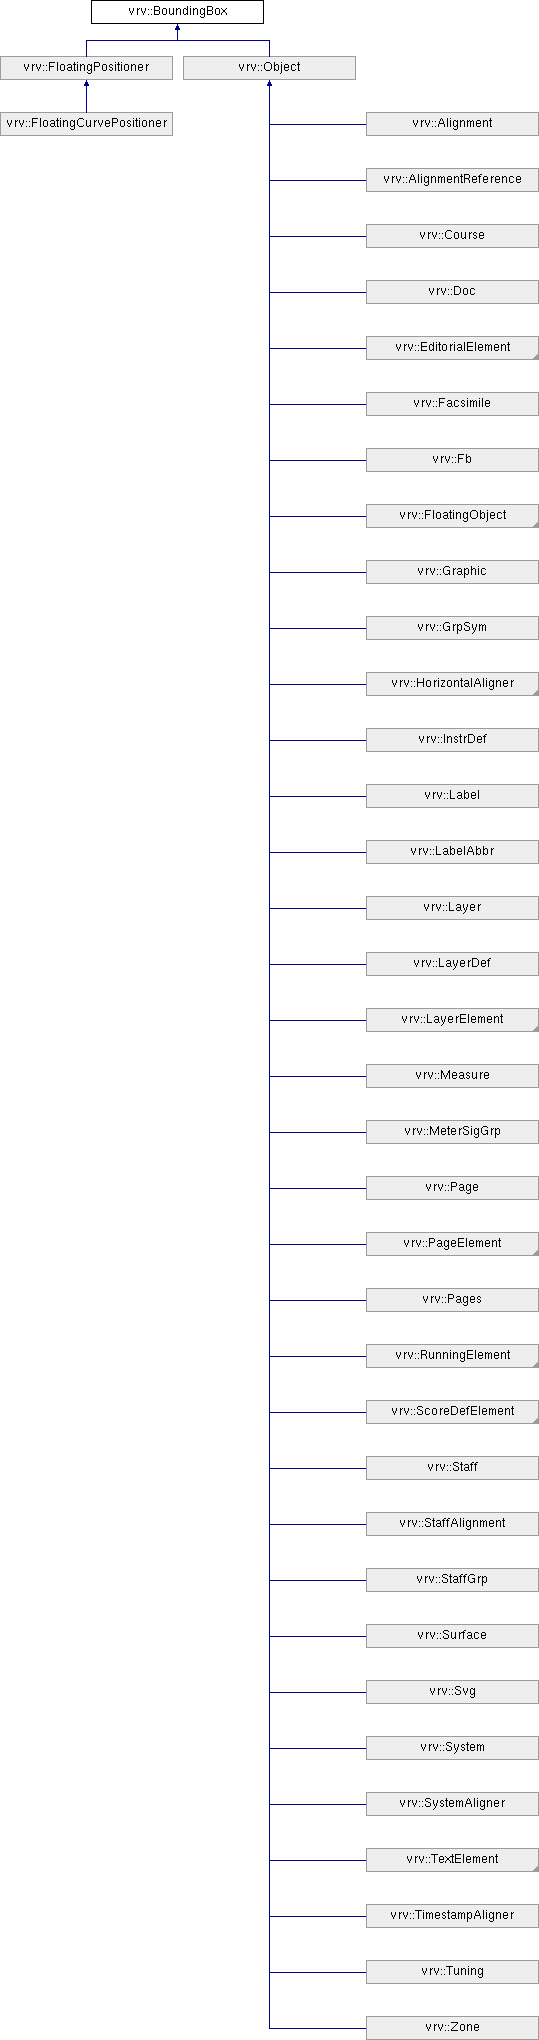 vrv::BoundingBox
vrv::FloatingPositioner
vrv::Object
vrv::FloatingCurvePositioner
vrv::Alignment
vrv::AlignmentReference
vrv::Course
vrv::Doc
vrv::EditorialElement
vrv::Facsimile
vrv::Fb
vrv::FloatingObject
vrv::Graphic
vrv::GrpSym
vrv::HorizontalAligner
vrv::InstrDef
vrv::Label
vrv::LabelAbbr
vrv::Layer
vrv::LayerDef
vrv::LayerElement
vrv::Measure
vrv::MeterSigGrp
vrv::Page
vrv::PageElement
vrv::Pages
vrv::RunningElement
vrv::ScoreDefElement
vrv::Staff
vrv::StaffAlignment
vrv::StaffGrp
vrv::Surface
vrv::Svg
vrv::System
vrv::SystemAligner
vrv::TextElement
vrv::TimestampAligner
vrv::Tuning
vrv::Zone